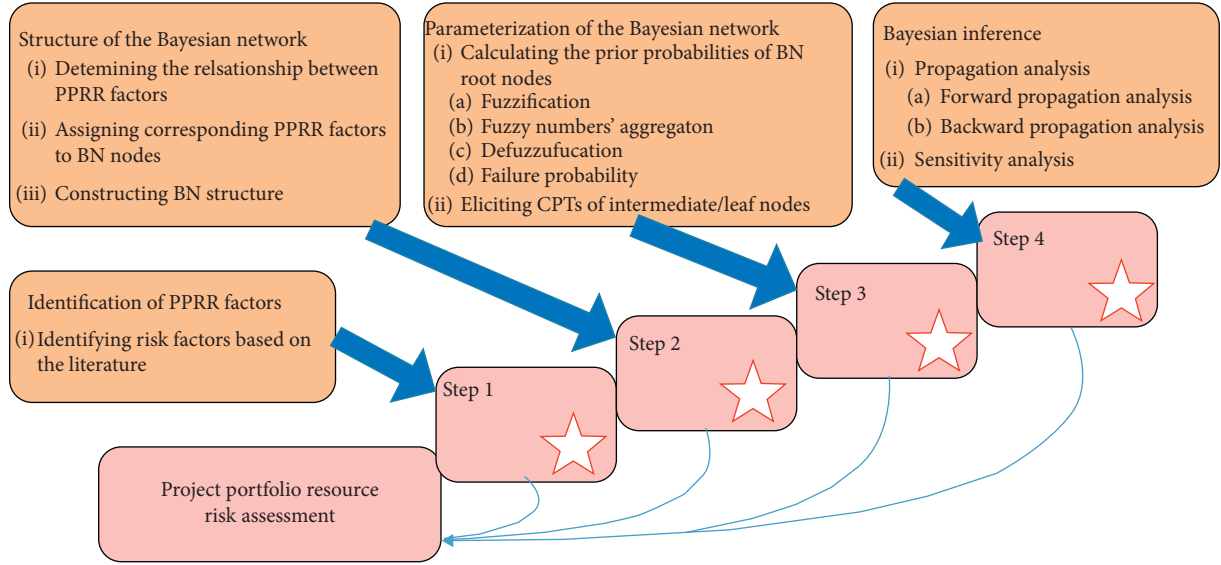 Structure of the Bayesian network
(i) Detemining the relsationship between
PPRR factors
(ii) Assigning corresponding PPRR factors
to BN nodes
(iii) Constructing BN structure
Parameterization of the Bayesian network
(i) Calculating the prior probabilities of BN
root nodes
(a) Fuzzification
(b) Fuzzy numbers' aggregaton
(c) Defuzzufucation
(d) Failure probability
(ii) Eliciting CPTs of intermediate/leaf nodes
Bayesian inference
(i) Propagation analysis
(a) Forward propagation analysis
(b) Backward propagation analysis
(ii) Sensitivity analysis
Identification of PPRR factors
(i) Identifying risk factors based on
the literature
Step 1
Step 2
Step 3
Step 4
Project portfolio resource
risk assessment